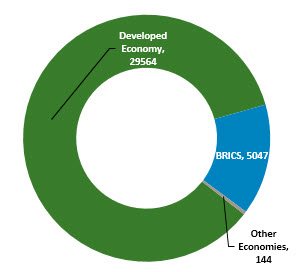 Developed
Economy,
29564
BRICS, 5047
Other
Economies,
144